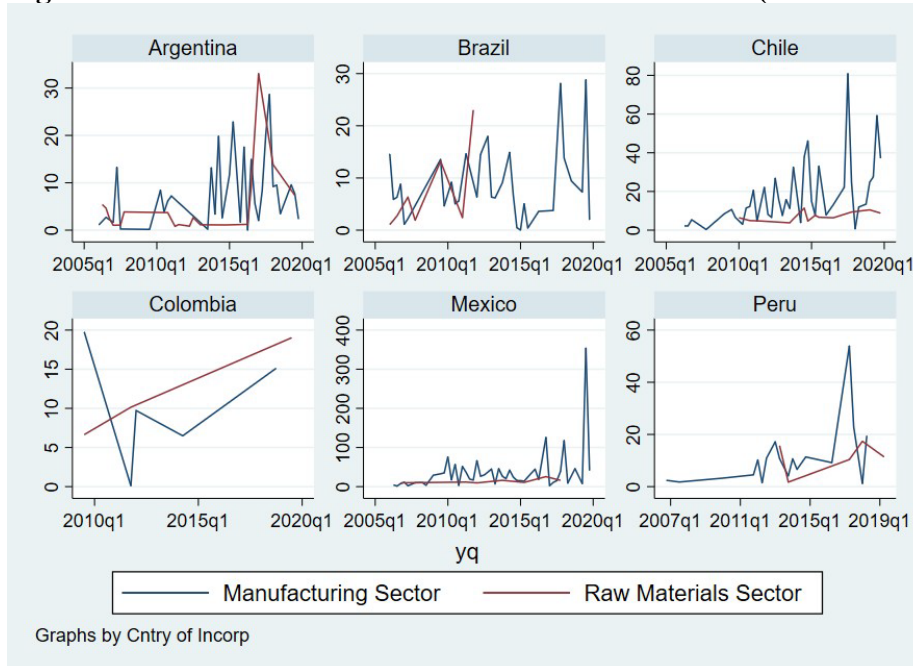 Argentina
Brazil
Chile
0 10 20 30
0 10 20 30
0 20 40 60 80
2005q1 2010q1 2015q1 2020q1
2005q1 2010q1 2015q1 2020q1
2005q1 2010q1 2015q1 2020q1
Colombia
Mexico
Peru
0 5 10 15 20
0 100 200 300 400
0 20 40 60
2010q1 2015q1 2020q1
2005q1 2010q1 2015q1 2020q1
2007q1 2011q1 2015q1 2019q1
yq
Manufacturing Sector Raw Materials Sector
Graphs by Cntry of Incorp